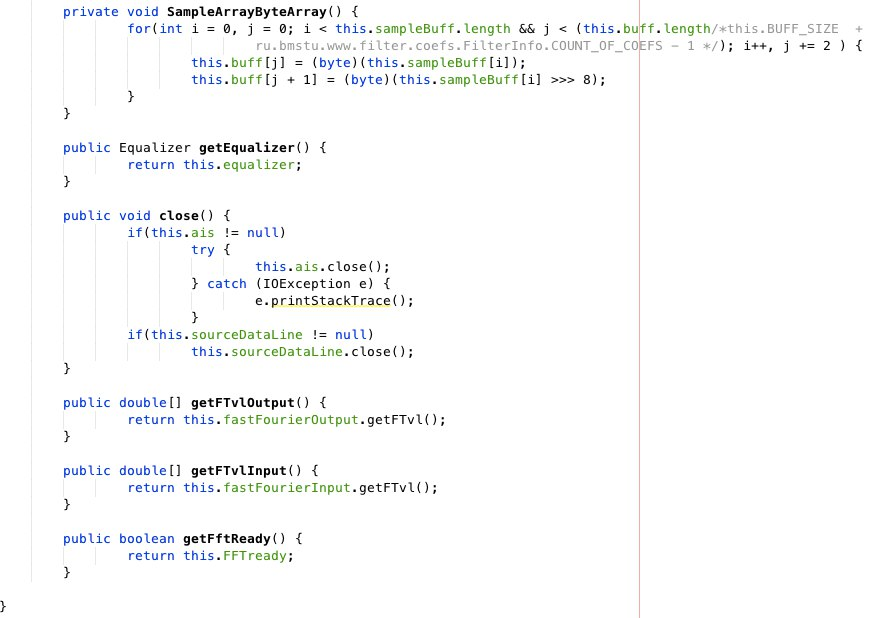 private void SampleArrayByteArray() {
for(int i = 0, j = 0; i < this.sampleBuff.length && j < (this.buff.length/*this.BUFF_SIZE +
ru.bmstu.www.filter.coefs.FilterInfo.COUNT_OF_COEFS - 1 */); i++, j += 2 ) {
this.buff[j] = (byte)(this.sampleBuff[i]);
this.buff[j + 1] = (byte)(this.sampleBuff[i] >>> 8);
}
}
public Equalizer getEqualizer() {
return this.equalizer;
}
public void close() {
if(this.ais != null)
try {
this.ais.close();
} catch (IOException e) {
e.printStackTrace();
}
if(this.sourceDataLine != null)
this.sourceDataLine.close();
}
public double[] getFTvlOutput() {
return this.fastFourierOutput.getFTvl();
}
public double[] getFTvlInput() {
return this.fastFourierInput.getFTvl();
}
public boolean getFftReady() {
return this.FFTready;
}
}